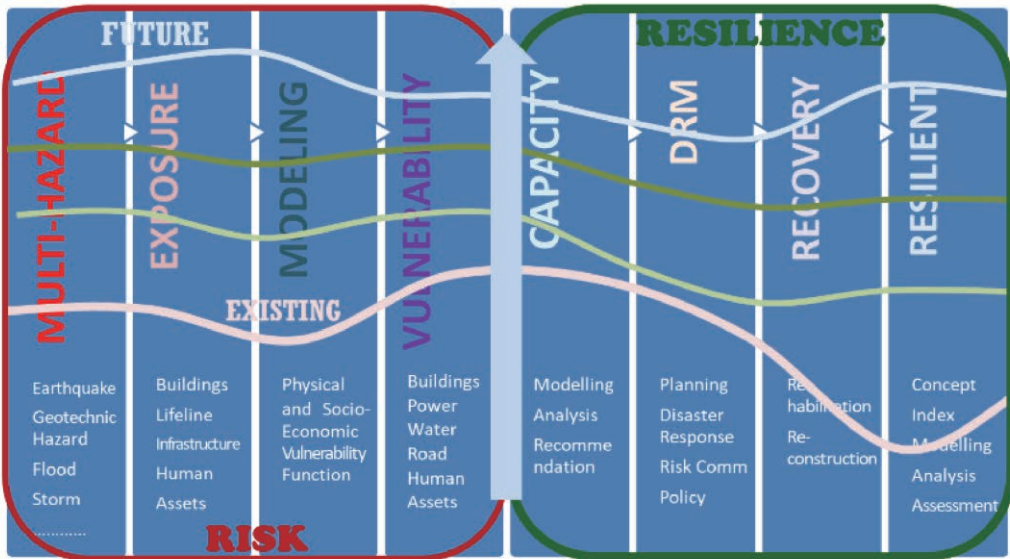 FUTURE
RESILIENCE
MULTI-HAZARD
EXPOSURE
MODELING
VULNERABILITY
CAPACITY
DRM
RECOVERY
RESILIENT
EXISTING
Earthquake
Geotechnic
Hazard
Flood
Storm
............
Buildings
Lifeline
Infrastructure
Human
Assets
Physical
and Socio-
Economic
Vulnerability
Function
Buildings
Power
Water
Road
Human
Assets
Modelling
Analysis
Recomme
ndation
Planning
Disaster
Response
Risk Comm
Policy
Re-
construction
Concept
Index
Modelling
Analysis
Assessment
RISK